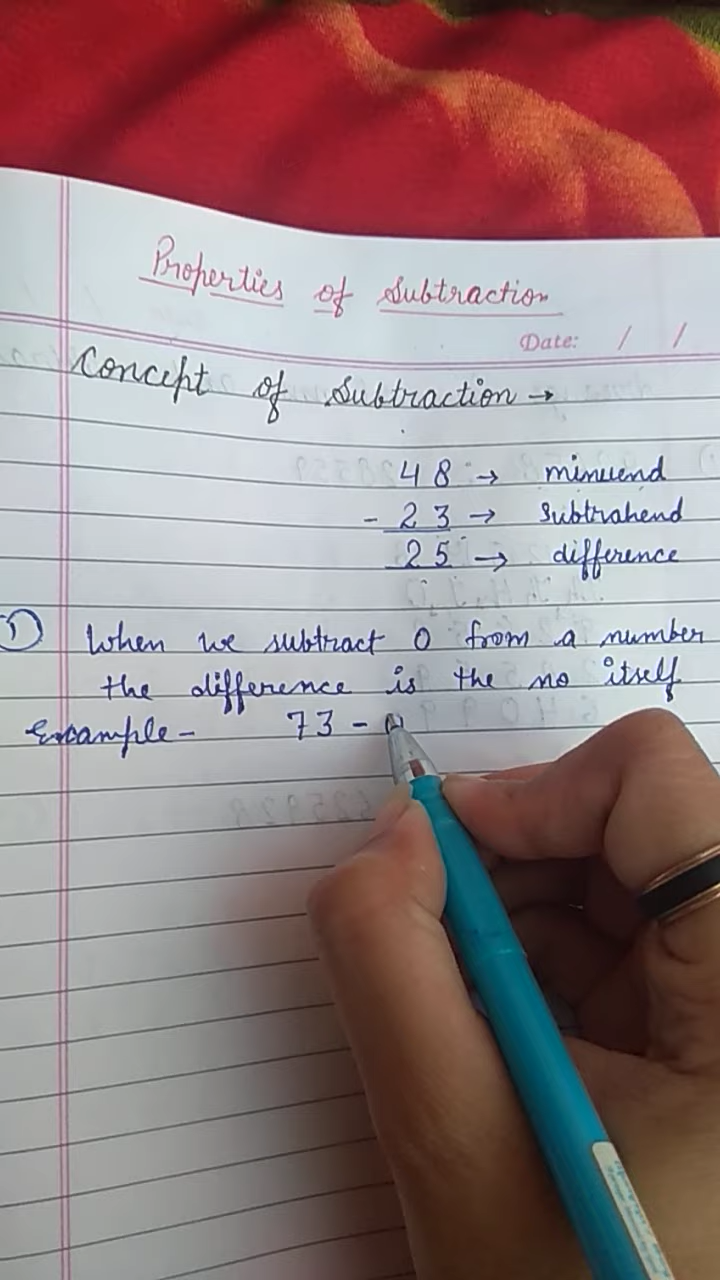 Properties of Subtraction
Date: / /
Concept of Subtraction →
48 → minuend
- 23 → Subtrahend
25 → difference
1) When we subtract 0 from a number
the difference is the no itself
Example - 73 - 0